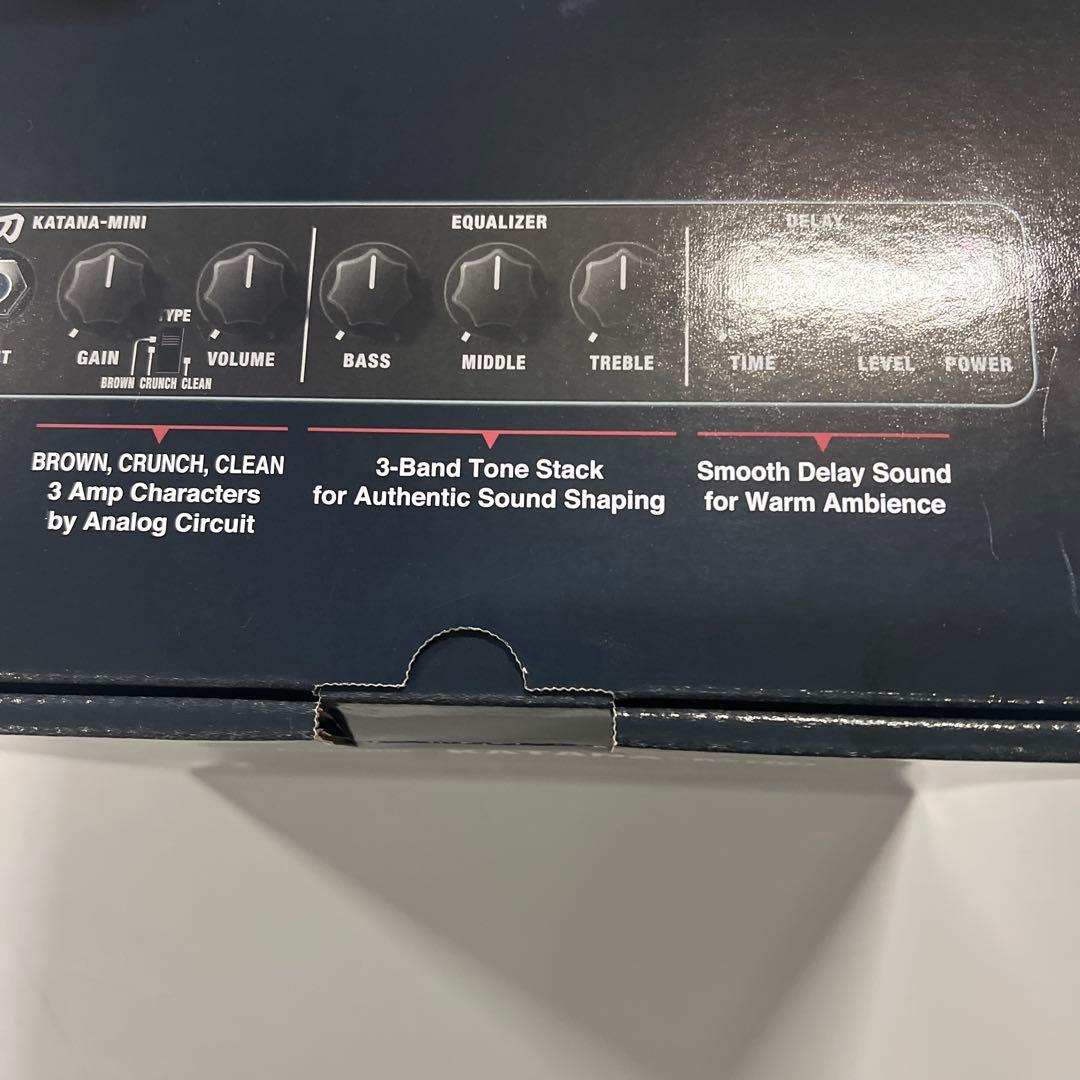 KATANA-MINI
EQUALIZER
DELAY
TYPE
GAIN
VOLUME
BASS
MIDDLE
TREBLE
TIME
LEVEL
POWER
BROWN CRUNCH CLEAN
BROWN, CRUNCH, CLEAN
3 Amp Characters
by Analog Circuit
3-Band Tone Stack
for Authentic Sound Shaping
Smooth Delay Sound
for Warm Ambience